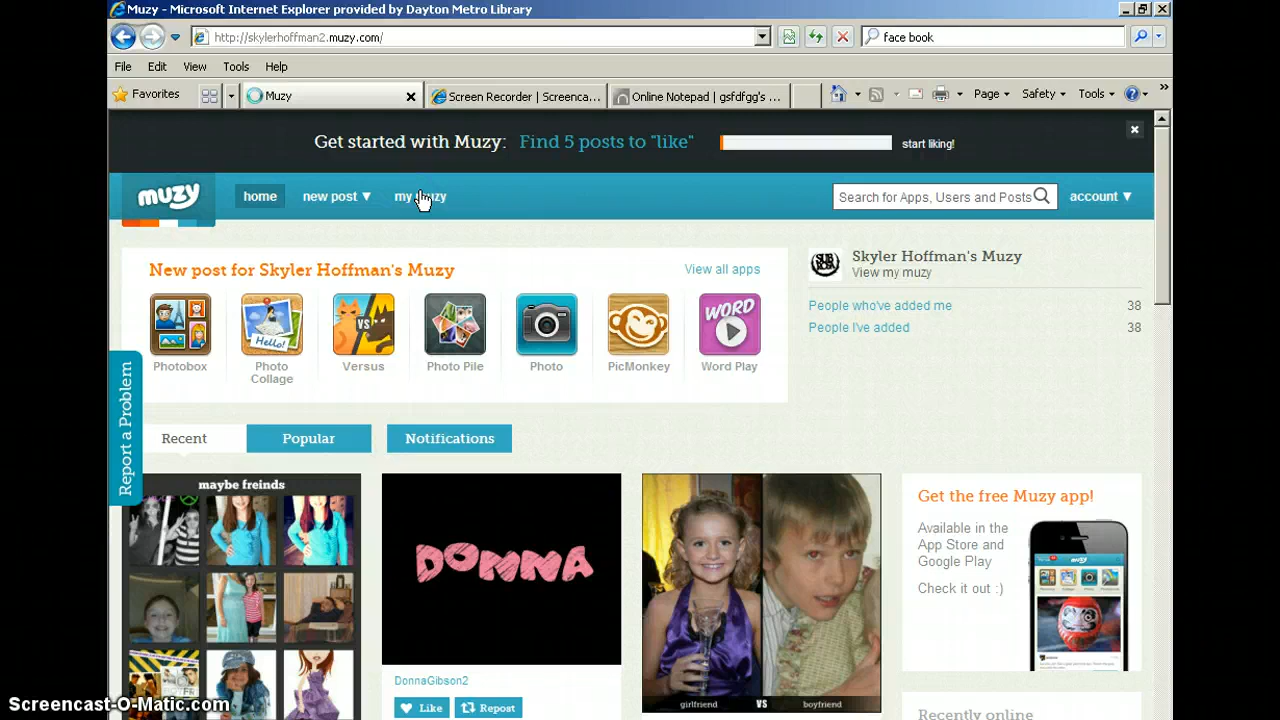 Muzy - Microsoft Internet Explorer provided by Dayton Metro Library
http://skylerhoffman2.muzy.com/
face book
File Edit View Tools Help
Favorites
Muzy
Screen Recorder | Screenca...
Online Notepad | gsfdfgg's ...
Page Safety Tools
Get started with Muzy: Find 5 posts to "like"
start liking!
muzy
home
new post
my muzy
Search for Apps, Users and Posts
account
New post for Skyler Hoffman's Muzy
View all apps
Skyler Hoffman's Muzy
View my muzy
People who've added me 38
People I've added 38
VS
Hello!
WORD
Photobox
Photo
Collage
Versus
Photo Pile
Photo
PicMonkey
Word Play
Report a Problem
Recent
Popular
Notifications
maybe freinds
DONNA
DonnaGibson2
Like
Repost
girlfriend VS boyfriend
Get the free Muzy app!
Available in the
App Store and
Google Play
Check it out :)
Recently online
Screencast-O-Matic.com